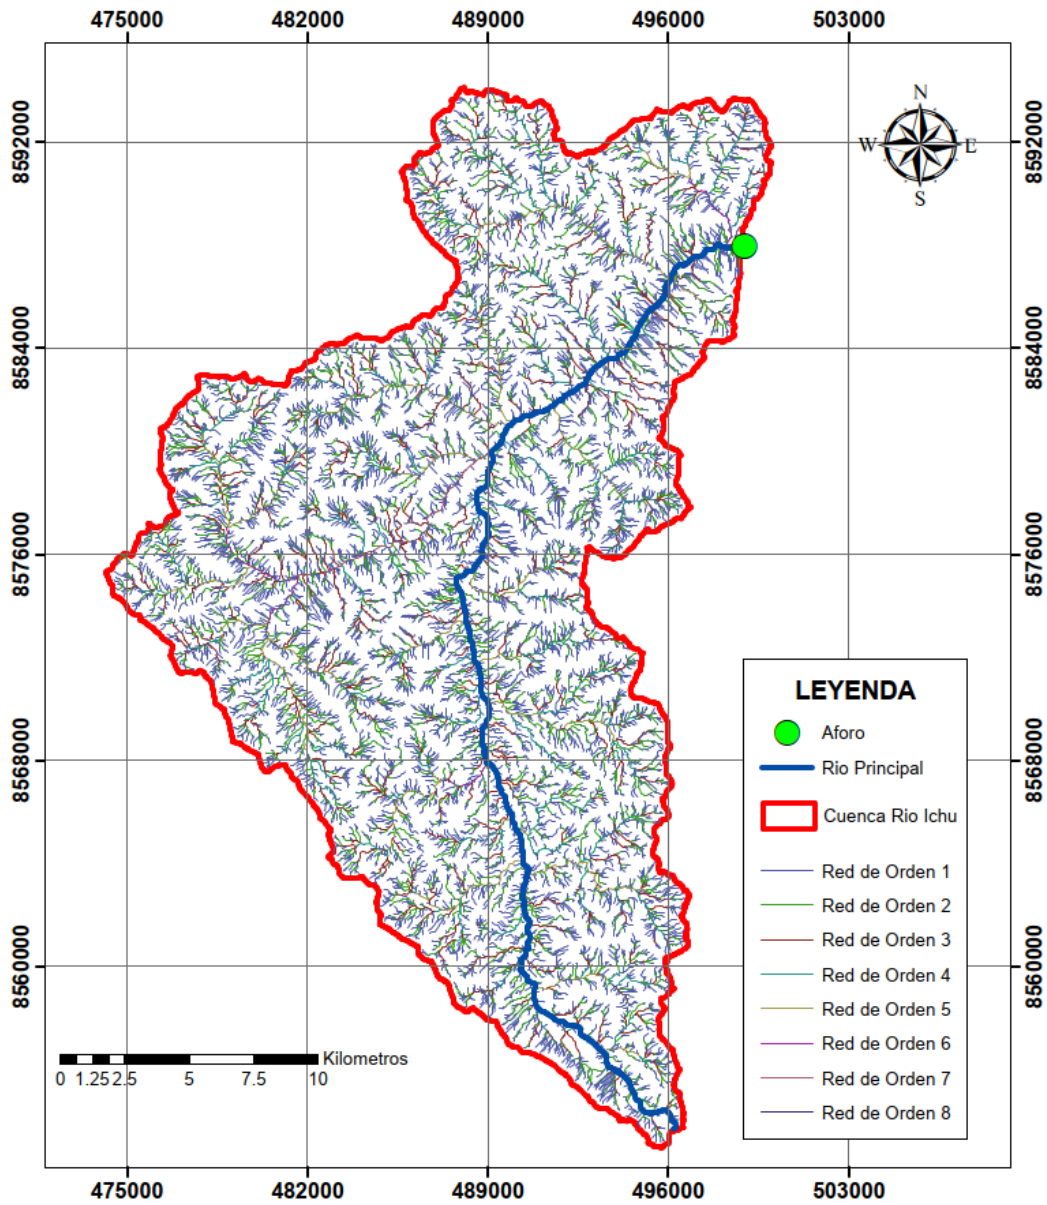 475000 482000 489000 496000 503000
8592000 8592000
N
W E
S
8584000 8584000
8576000 8576000
8568000 8568000
8560000 8560000
LEYENDA
Aforo
Rio Principal
Cuenca Rio Ichu
Red de Orden 1
Red de Orden 2
Red de Orden 3
Red de Orden 4
Red de Orden 5
Red de Orden 6
Red de Orden 7
Red de Orden 8
Kilometros
0 1.25 2.5 5 7.5 10
475000 482000 489000 496000 503000